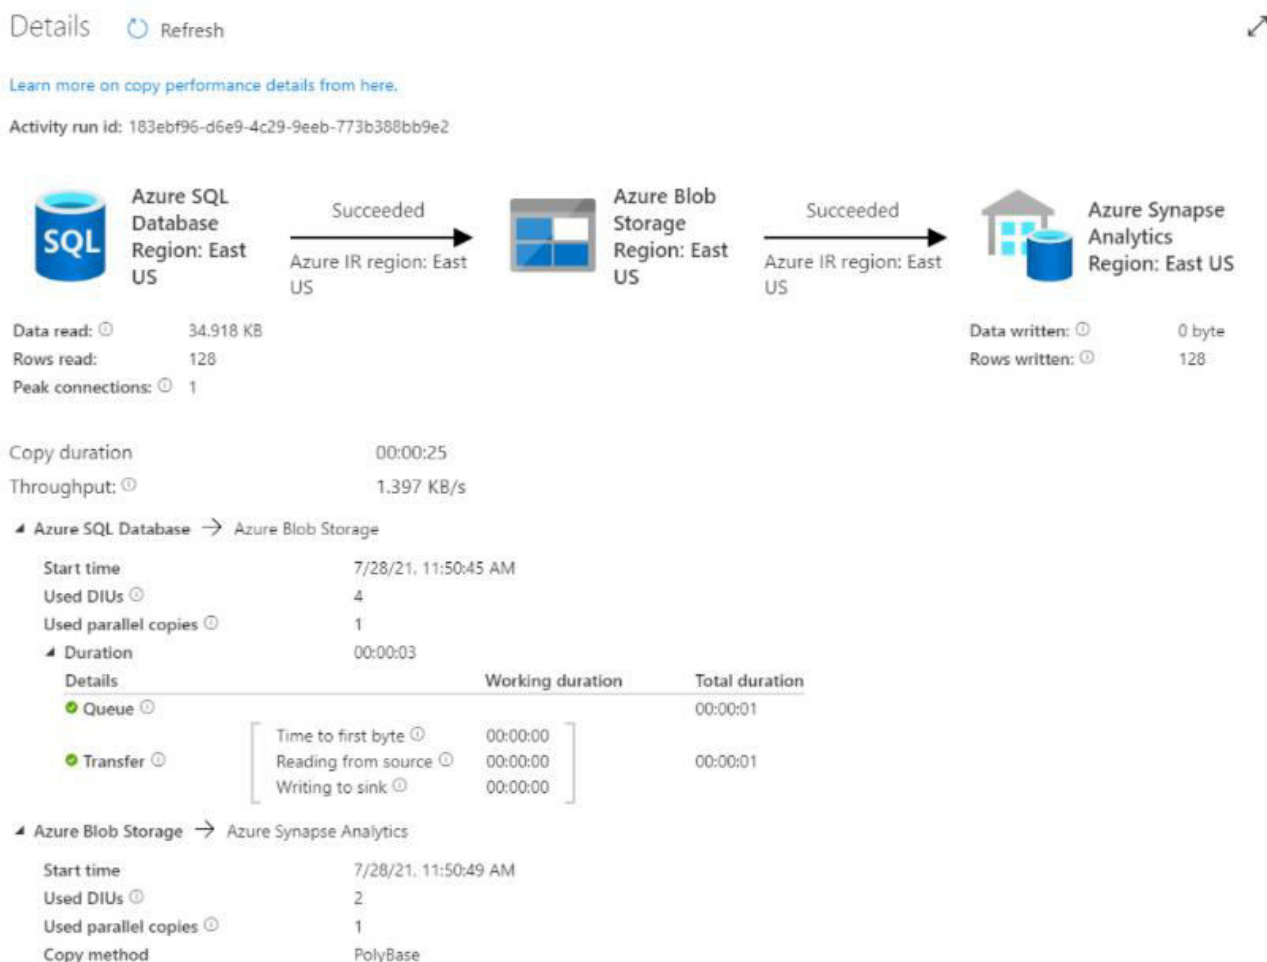 Details Refresh
Learn more on copy performance details from here.
Activity run id: 183ebf96-d6e9-4c29-9eeb-773b388bb9e2
SQL
Azure SQL
Database
Region: East
US
Succeeded
Azure IR region: East
US
Azure Blob
Storage
Region: East
US
Succeeded
Azure IR region: East
US
Azure Synapse
Analytics
Region: East US
Data read: 34.918 KB
Rows read: 128
Peak connections: 1
Data written: 0 byte
Rows written: 128
Copy duration 00:00:25
Throughput: 1.397 KB/s
Azure SQL Database → Azure Blob Storage
Start time 7/28/21, 11:50:45 AM
Used DIUs 4
Used parallel copies 1
Duration 00:00:03
Details Working duration Total duration
Queue 00:00:01
Time to first byte 00:00:00
Transfer Reading from source 00:00:00 00:00:01
Writing to sink 00:00:00
Azure Blob Storage → Azure Synapse Analytics
Start time 7/28/21, 11:50:49 AM
Used DIUs 2
Used parallel copies 1
Copy method PolyBase